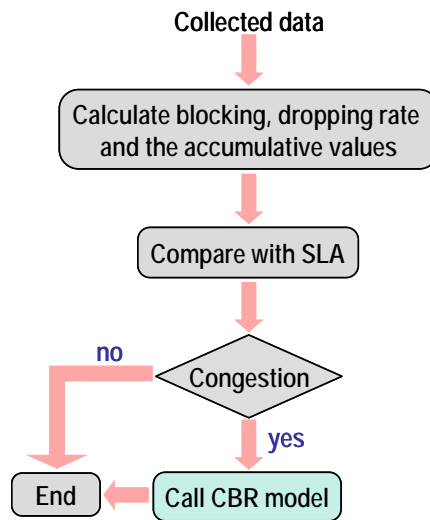 Collected data
Calculate blocking, dropping rate
and the accumulative values
Compare with SLA
no
Congestion
yes
End
Call CBR model